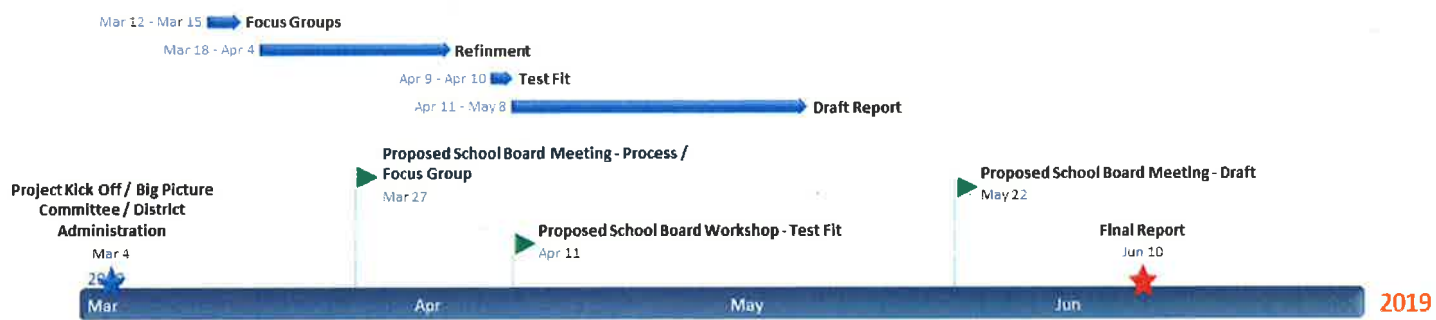 Mar 12 - Mar 15 Focus Groups
Mar 18 - Apr 4 Refinment
Apr 9 - Apr 10 Test Fit
Apr 11 - May 8 Draft Report
Proposed School Board Meeting - Process /
Focus Group
Mar 27
Proposed School Board Meeting - Draft
May 22
Project Kick Off / Big Picture
Committee / District
Administration
Mar 4
Proposed School Board Workshop - Test Fit
Apr 11
Final Report
Jun 10
Mar Apr May Jun 2019